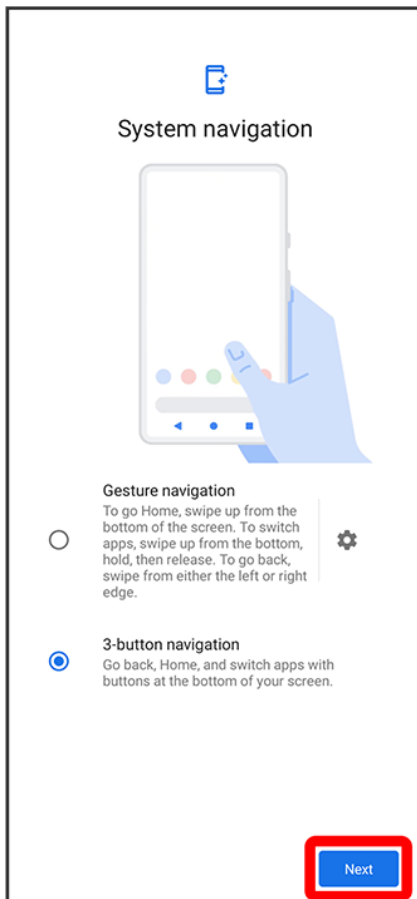 System navigation
Gesture navigation
To go Home, swipe up from the
bottom of the screen. To switch
apps, swipe up from the bottom,
hold, then release. To go back,
swipe from either the left or right
edge.
3-button navigation
Go back, Home, and switch apps with
buttons at the bottom of your screen.
Next